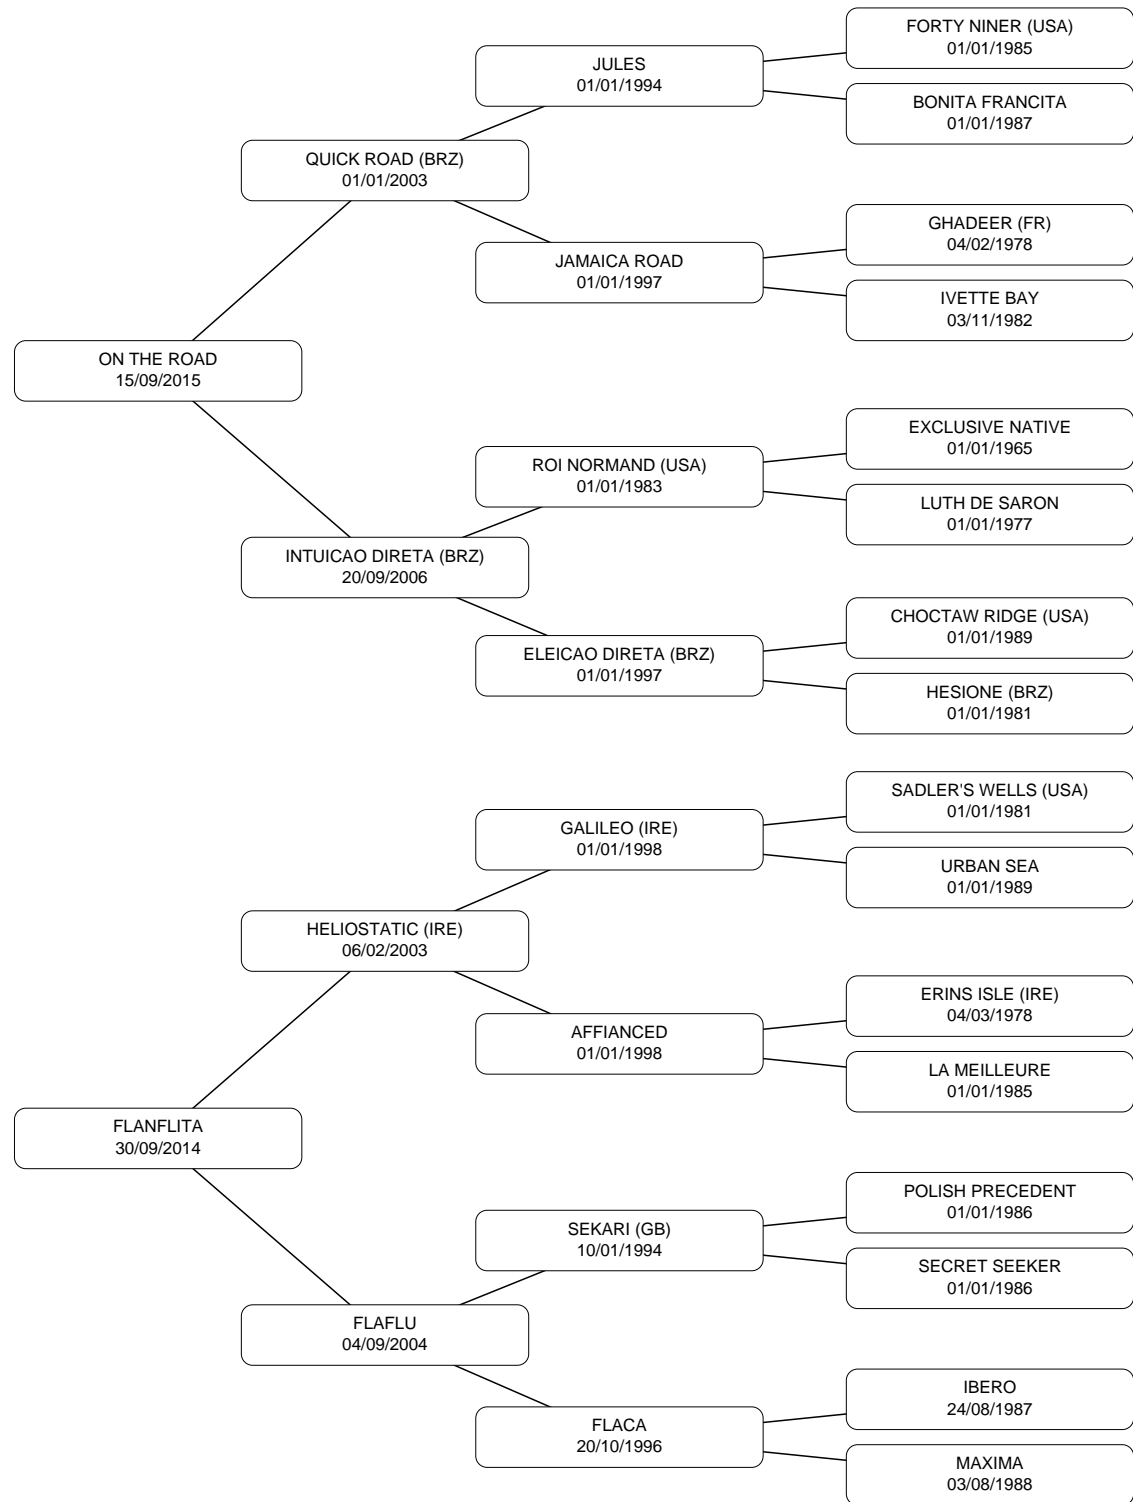 FORTY NINER (USA)
01/01/1985
JULES
01/01/1994
BONITA FRANCITA
01/01/1987
QUICK ROAD (BRZ)
01/01/2003
GHADEER (FR)
04/02/1978
JAMAICA ROAD
01/01/1997
IVETTE BAY
03/11/1982
ON THE ROAD
15/09/2015
EXCLUSIVE NATIVE
01/01/1965
ROI NORMAND (USA)
01/01/1983
LUTH DE SARON
01/01/1977
INTUICAO DIRETA (BRZ)
20/09/2006
CHOCTAW RIDGE (USA)
01/01/1989
ELEICAO DIRETA (BRZ)
01/01/1997
HESIONE (BRZ)
01/01/1981
SADLER'S WELLS (USA)
01/01/1981
GALILEO (IRE)
01/01/1998
URBAN SEA
01/01/1989
HELIOSTATIC (IRE)
06/02/2003
ERINS ISLE (IRE)
04/03/1978
AFFIANCED
01/01/1998
LA MEILLEURE
01/01/1985
FLANFLITA
30/09/2014
POLISH PRECEDENT
01/01/1986
SEKARI (GB)
10/01/1994
SECRET SEEKER
01/01/1986
FLAFLU
04/09/2004
IBERO
24/08/1987
FLACA
20/10/1996
MAXIMA
03/08/1988